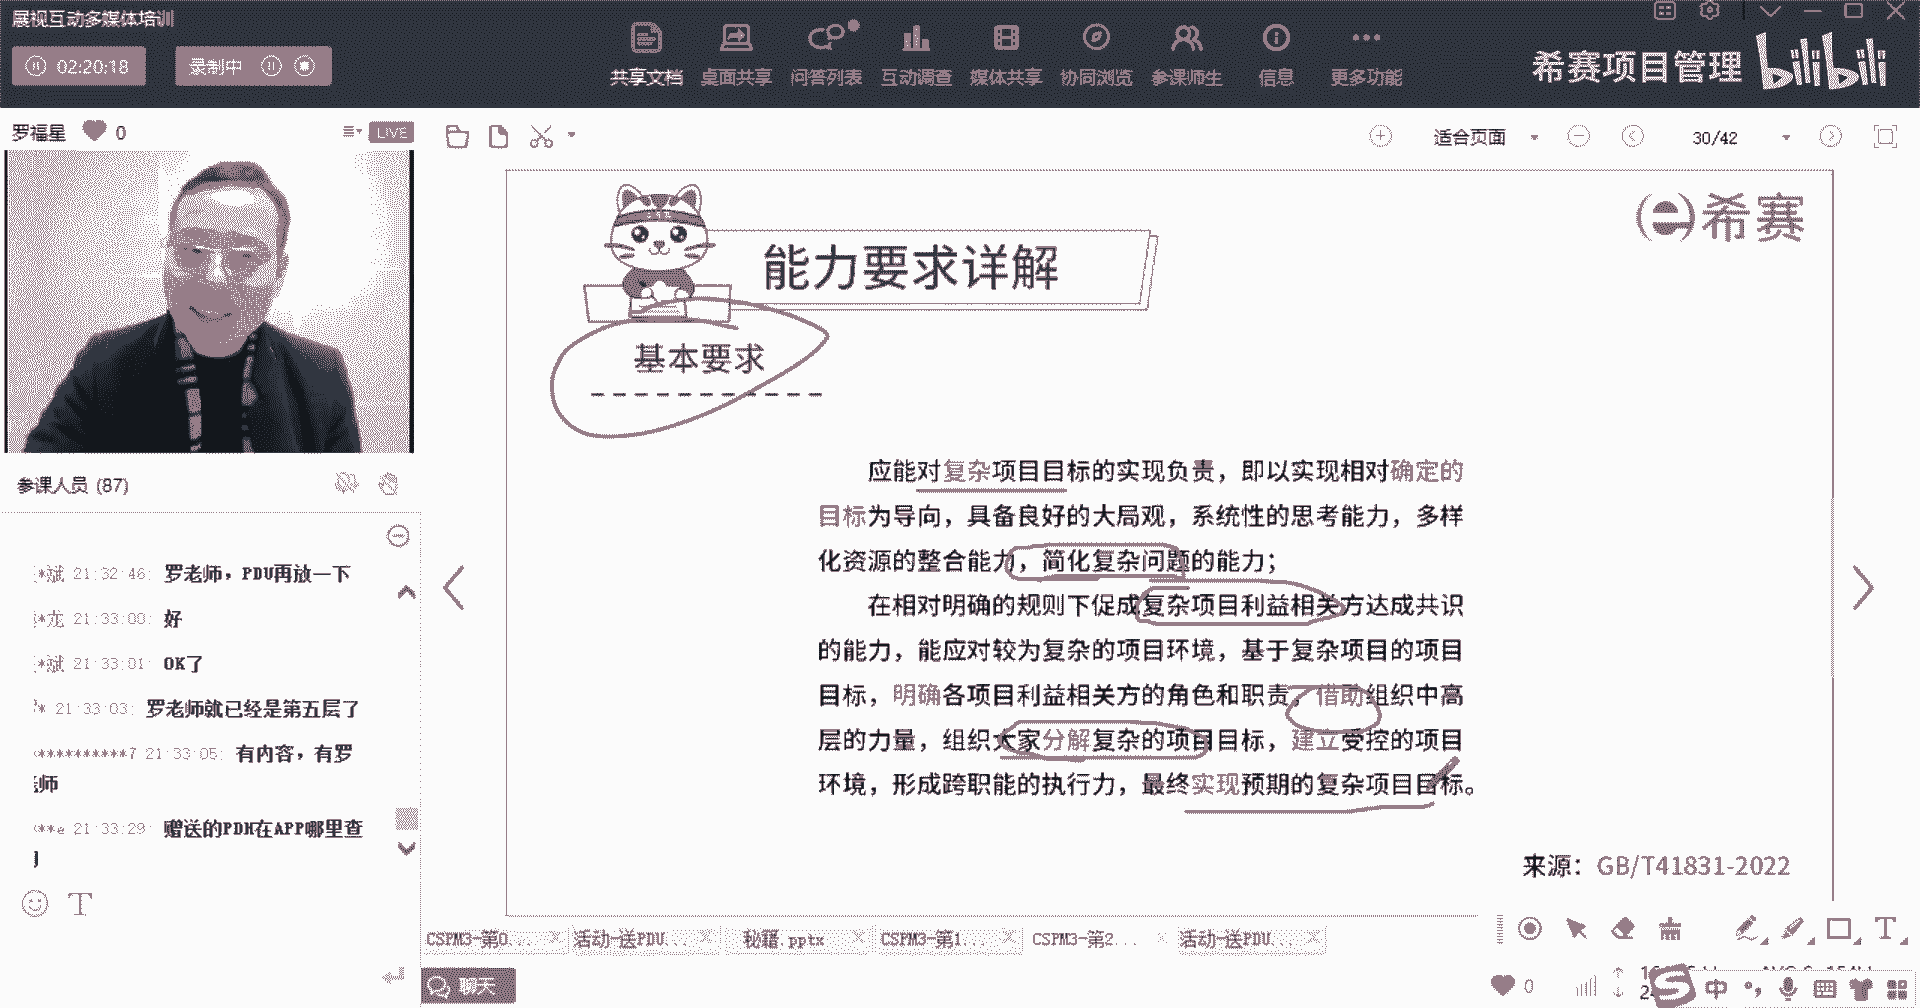 展视互动多媒体培训
02:20:18
录制中
共享文档 桌面共享 问答列表 互动调查 媒体共享 协同浏览 参课师生 信息 更多功能
希赛项目管理 bilibili
罗福星 0 LIVE
适合页面 30/42
(e)希赛
能力要求详解
基本要求
应能对复杂项目目标的实现负责，即以实现相对确定的
目标为导向，具备良好的大局观，系统性的思考能力，多样
化资源的整合能力，简化复杂问题的能力；
在相对明确的规则下促成复杂项目利益相关方达成共识
的能力，能应对较为复杂的项目环境，基于复杂项目的项目
目标，明确各项目利益相关方的角色和职责，借助组织中高
层的力量，组织大家分解复杂的项目目标，建立受控的项目
环境，形成跨职能的执行力，最终实现预期的复杂项目目标。
来源：GB/T41831-2022
参课人员 (87)
*斌 21:32:46: 罗老师，PDU再放一下
*龙 21:33:00: 好
*斌 21:33:01: OK了
* 21:33:03: 罗老师就已经是第五层了
**********7 21:33:05: 有内容，有罗
老师
**e 21:33:29: 赠送的PDH在APP哪里查
T
CSPM3-第0... 活动-送PDU... 秘籍.pptx CSPM3-第1... CSPM3-第2... 活动-送PDU...
聊天
T
0
中